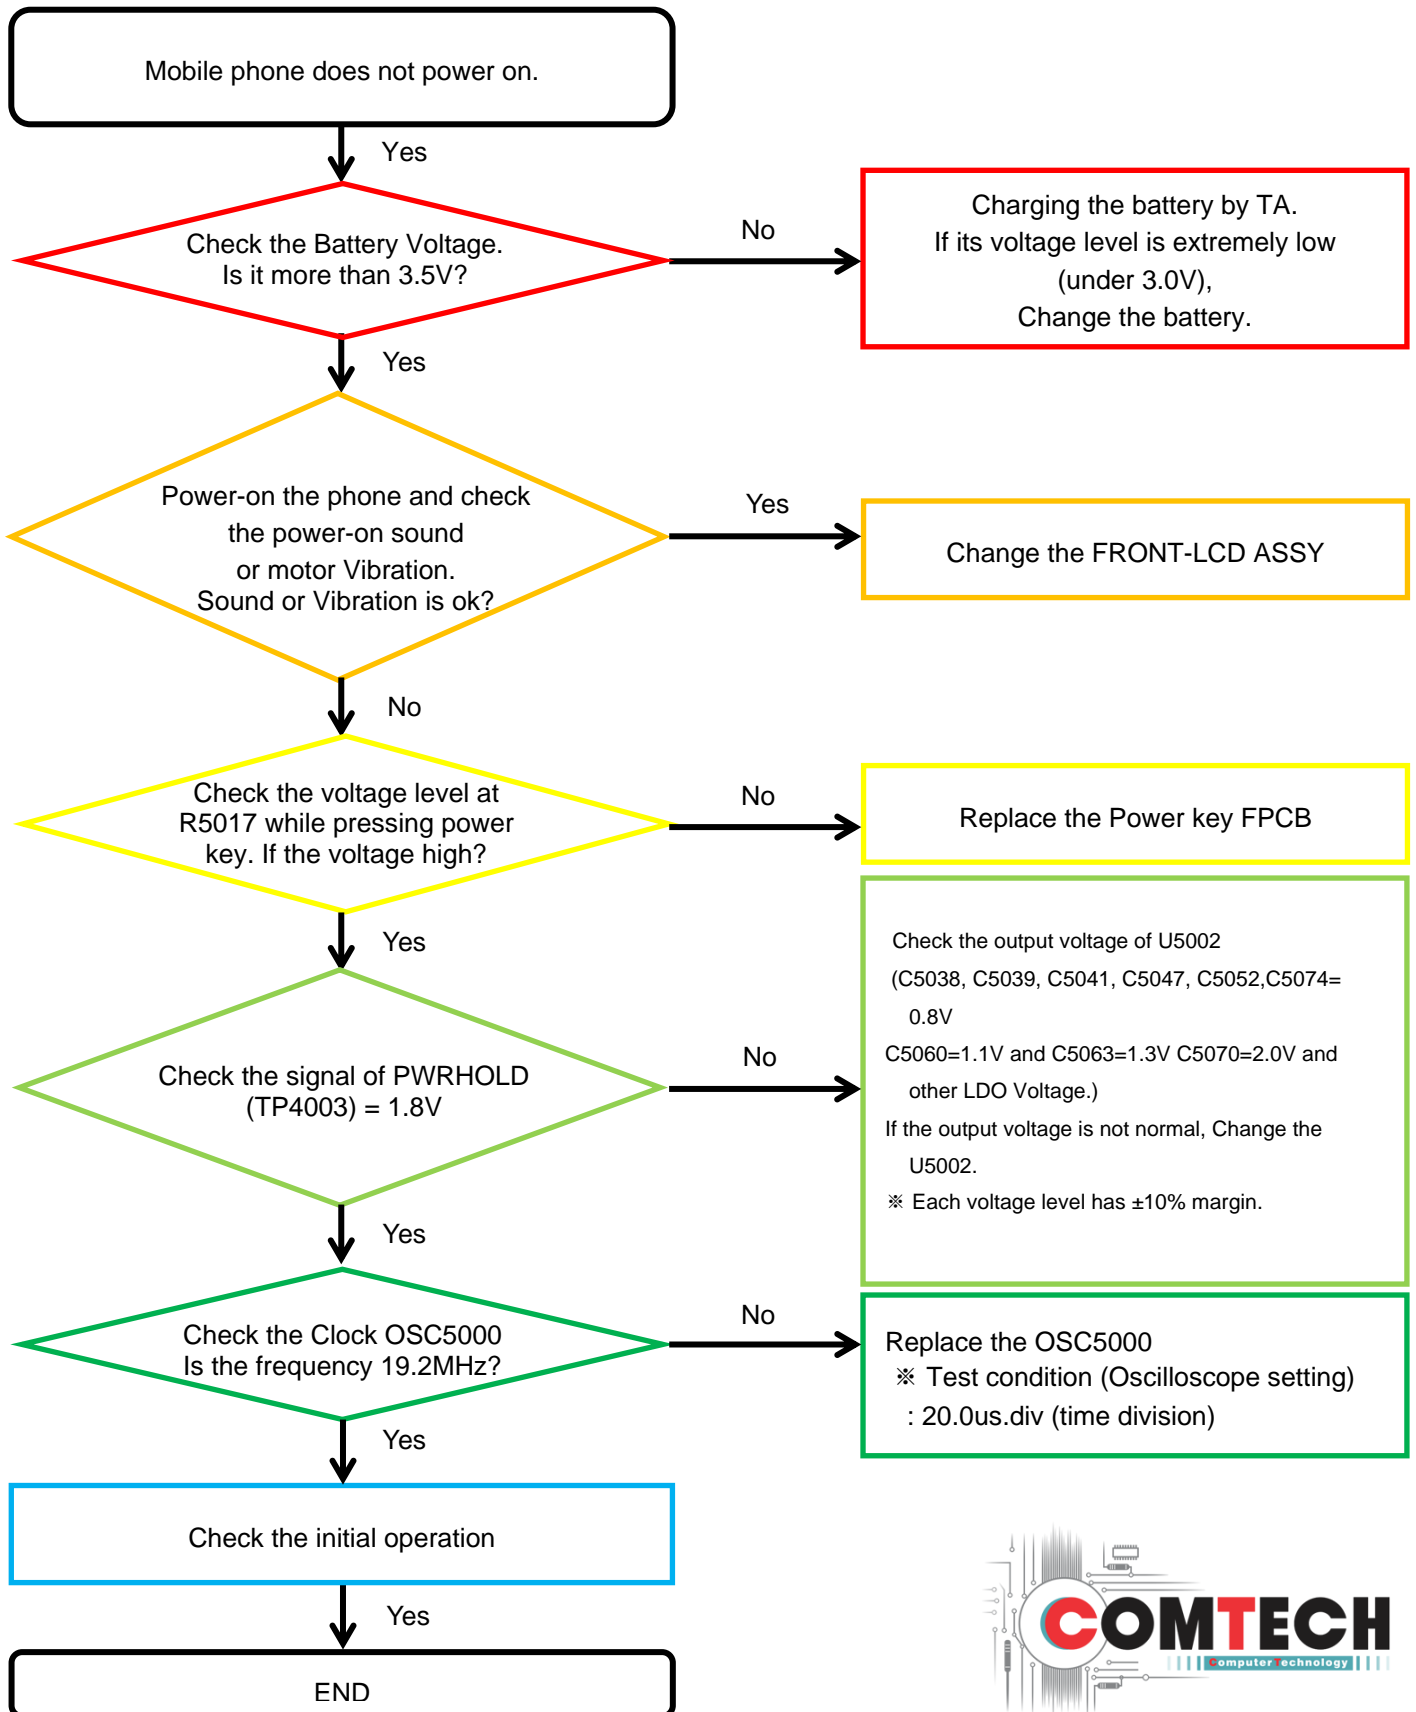 Mobile phone does not power on.
Yes
Check the Battery Voltage.
Is it more than 3.5V?
No
Charging the battery by TA.
If its voltage level is extremely low
(under 3.0V),
Change the battery.
Yes
Power-on the phone and check
the power-on sound
or motor Vibration.
Sound or Vibration is ok?
Yes
Change the FRONT-LCD ASSY
No
Check the voltage level at
R5017 while pressing power
key. If the voltage high?
No
Replace the Power key FPCB
Yes
Check the signal of PWRHOLD
(TP4003) = 1.8V
No
Check the output voltage of U5002
(C5038, C5039, C5041, C5047, C5052,C5074=
0.8V
C5060=1.1V and C5063=1.3V C5070=2.0V and
other LDO Voltage.)
If the output voltage is not normal, Change the
U5002.
※ Each voltage level has ±10% margin.
Yes
Check the Clock OSC5000
Is the frequency 19.2MHz?
No
Replace the OSC5000
※ Test condition (Oscilloscope setting)
: 20.0us.div (time division)
Yes
Check the initial operation
Yes
END
COMTECH
Computer Technology